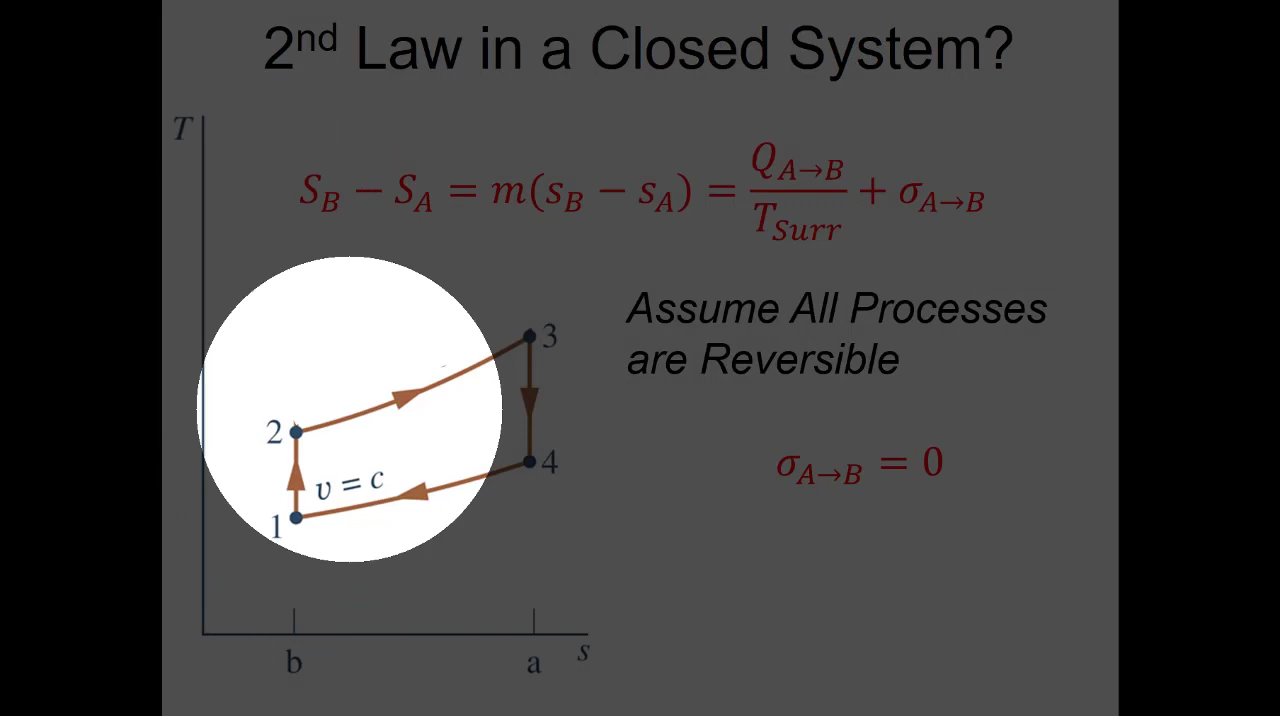 2nd Law in a Closed System?
T
S_B − S_A = m(s_B − s_A) = Q_{A→B} / T_{Surr} + σ_{A→B}
Assume All Processes
are Reversible
3
2
4
σ_{A→B} = 0
v = c
1
b
a
s